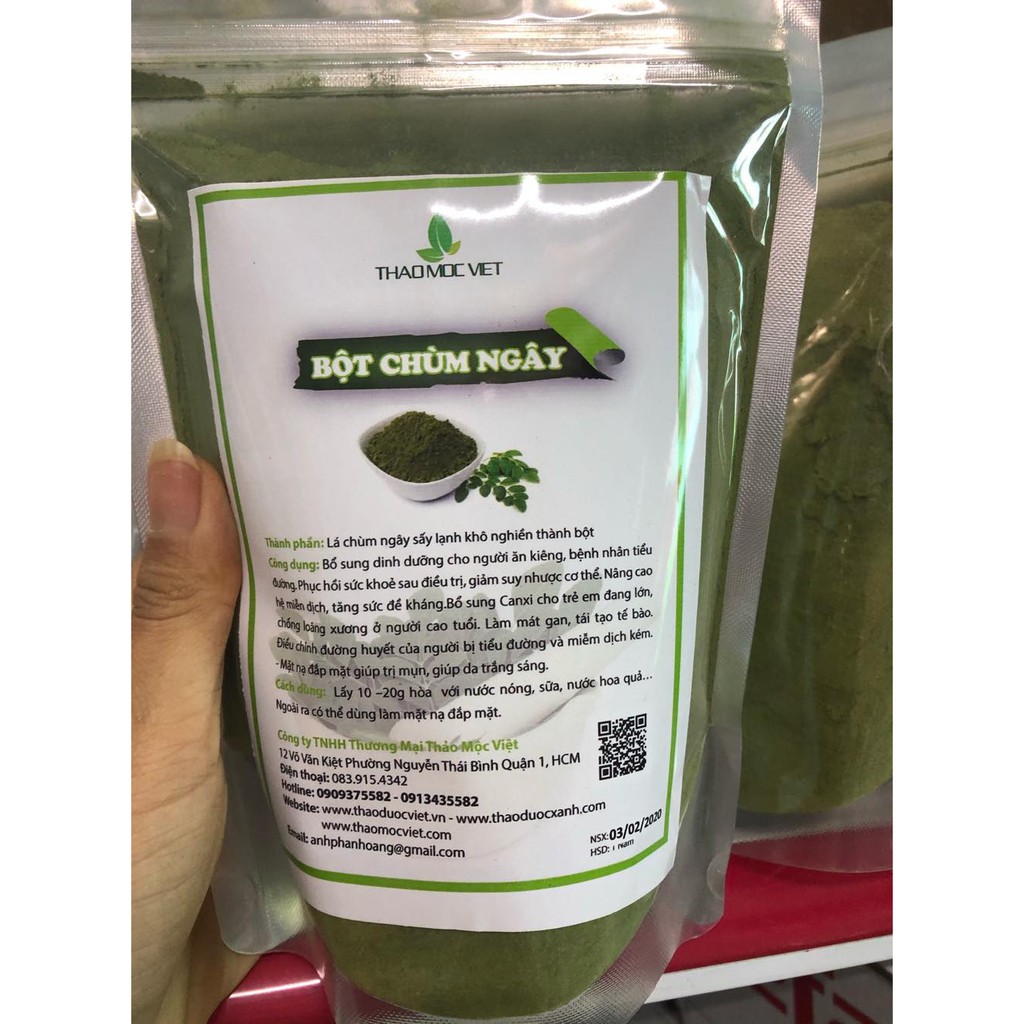 THAO MOC VIET
BỘT CHÙM NGÂY
Thành phần: Lá chùm ngây sấy lạnh khô nghiền thành bột
Công dụng: Bổ sung dinh dưỡng cho người ăn kiêng, bệnh nhân tiểu
đường. Phục hồi sức khoẻ sau điều trị, giảm suy nhược cơ thể. Nâng cao
hệ miễn dịch, tăng sức đề kháng.Bổ sung Canxi cho trẻ em đang lớn,
chống loãng xương ở người cao tuổi. Làm mát gan, tái tạo tế bào.
Điều chỉnh đường huyết của người bị tiểu đường và miễm dịch kém.
- Mặt nạ đắp mặt giúp trị mụn, giúp da trắng sáng.
Cách dùng: Lấy 10 –20g hòa với nước nóng, sữa, nước hoa quả...
Ngoài ra có thể dùng làm mặt nạ đắp mặt.
Công ty TNHH Thương Mại Thảo Mộc Việt
12 Võ Văn Kiệt Phường Nguyễn Thái Bình Quận 1, HCM
Điện thoại: 083.915.4342
Hotline: 0909375582 - 0913435582
Website: www.thaoduocviet.vn - www.thaoduocxanh.com
www.thaomocviet.com
Email: anhphanhoang@gmail.com
NSX: 03/02/2020
HSD: 1 Năm